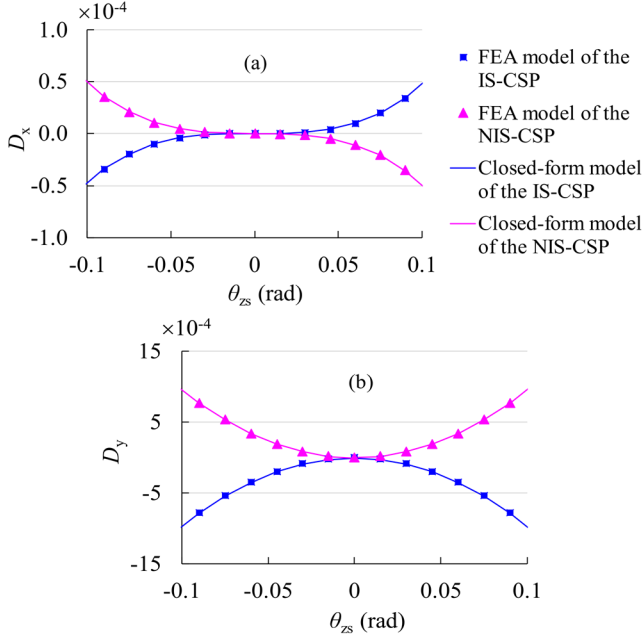 ×10⁻⁴
1.0
0.5
0.0
-0.5
-1.0
Dx
(a)
-0.1 -0.05 0 0.05 0.1
θzs (rad)
FEA model of the
IS-CSP
FEA model of the
NIS-CSP
Closed-form model
of the IS-CSP
Closed-form model
of the NIS-CSP
×10⁻⁴
15
5
-5
-15
Dy
(b)
-0.1 -0.05 0 0.05 0.1
θzs (rad)